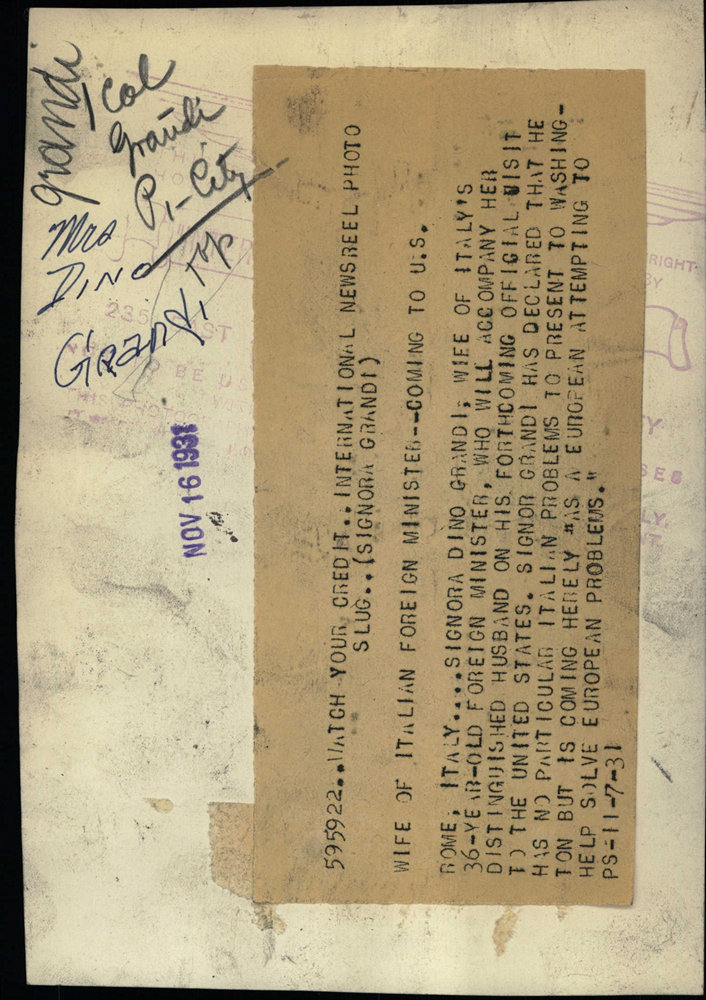 grandi
Col
Grandi
P1-City
Mrs
Dino
Grandi
NOV 16 1931
595922..WATCH YOUR CREDIT..INTERNATIONAL NEWSREEL PHOTO
SLUG..(SIGNORA GRANDI)
WIFE OF ITALIAN FOREIGN MINISTER--COMING TO U.S.
ROME, ITALY....SIGNORA DINO GRANDI, WIFE OF ITALY'S
36-YEAR-OLD FOREIGN MINISTER, WHO WILL ACCOMPANY HER
DISTINGUISHED HUSBAND ON HIS FORTHCOMING OFFICIAL VISIT
TO THE UNITED STATES. SIGNOR GRANDI HAS DECLARED THAT HE
HAS NO PARTICULAR ITALIAN PROBLEMS TO PRESENT TO WASHING-
TON BUT IS COMING MERELY "AS A EUROPEAN ATTEMPTING TO
HELP SOLVE EUROPEAN PROBLEMS."
PS-11-7-31